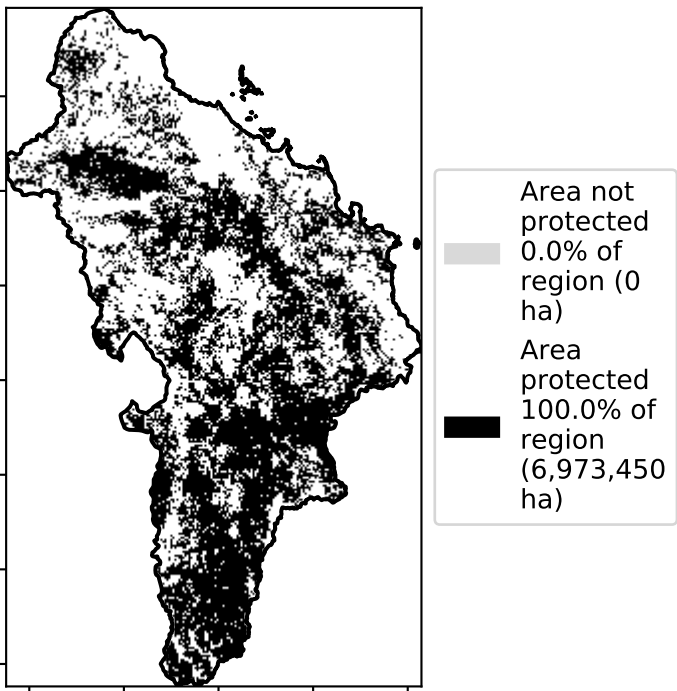 Area not
protected
0.0% of
region (0
ha)
Area
protected
100.0% of
region
(6,973,450
ha)